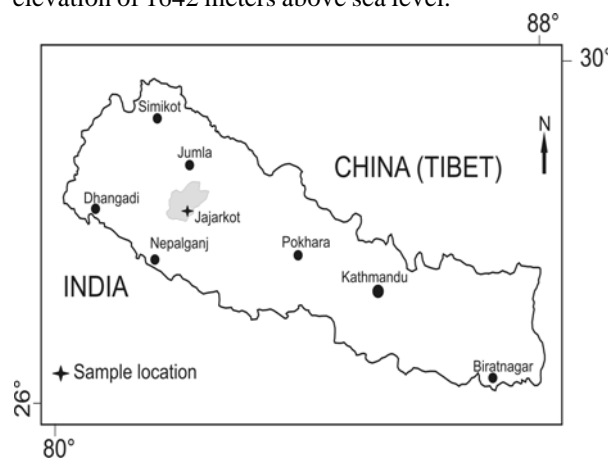 elevation of 1642 meters above sea level.
88°
30°
Simikot
N
Jumla
CHINA (TIBET)
Dhangadi
Jajarkot
Nepalganj
Pokhara
INDIA
Kathmandu
Biratnagar
Sample location
26°
80°